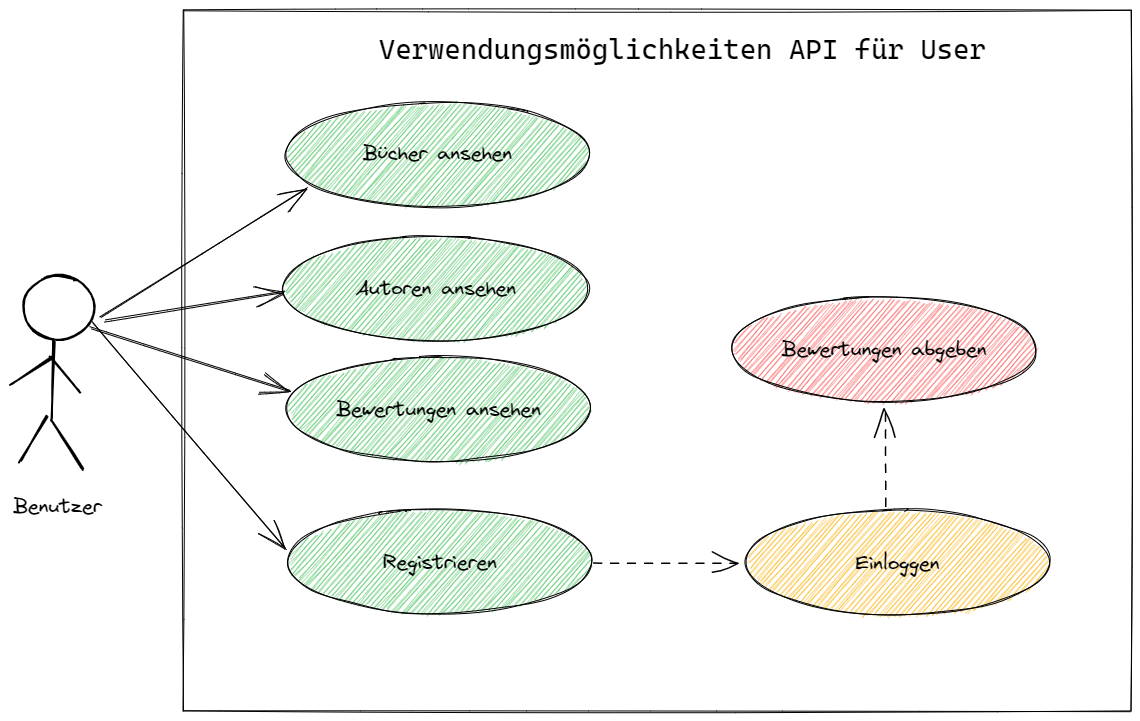 Verwendungsmöglichkeiten API für User
Bücher ansehen
Autoren ansehen
Bewertungen abgeben
Bewertungen ansehen
Benutzer
Registrieren
Einloggen